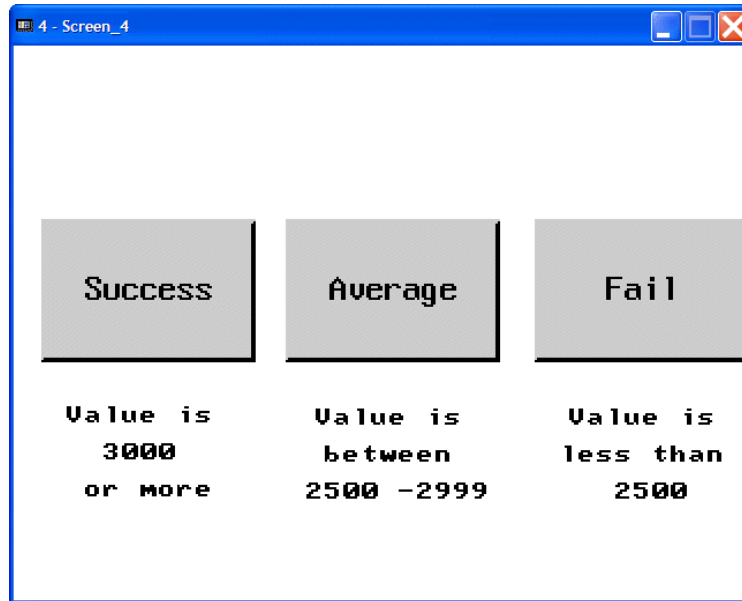 4 - Screen_4
Success
Average
Fail
Value is
3000
or more
Value is
between
2500 -2999
Value is
less than
2500